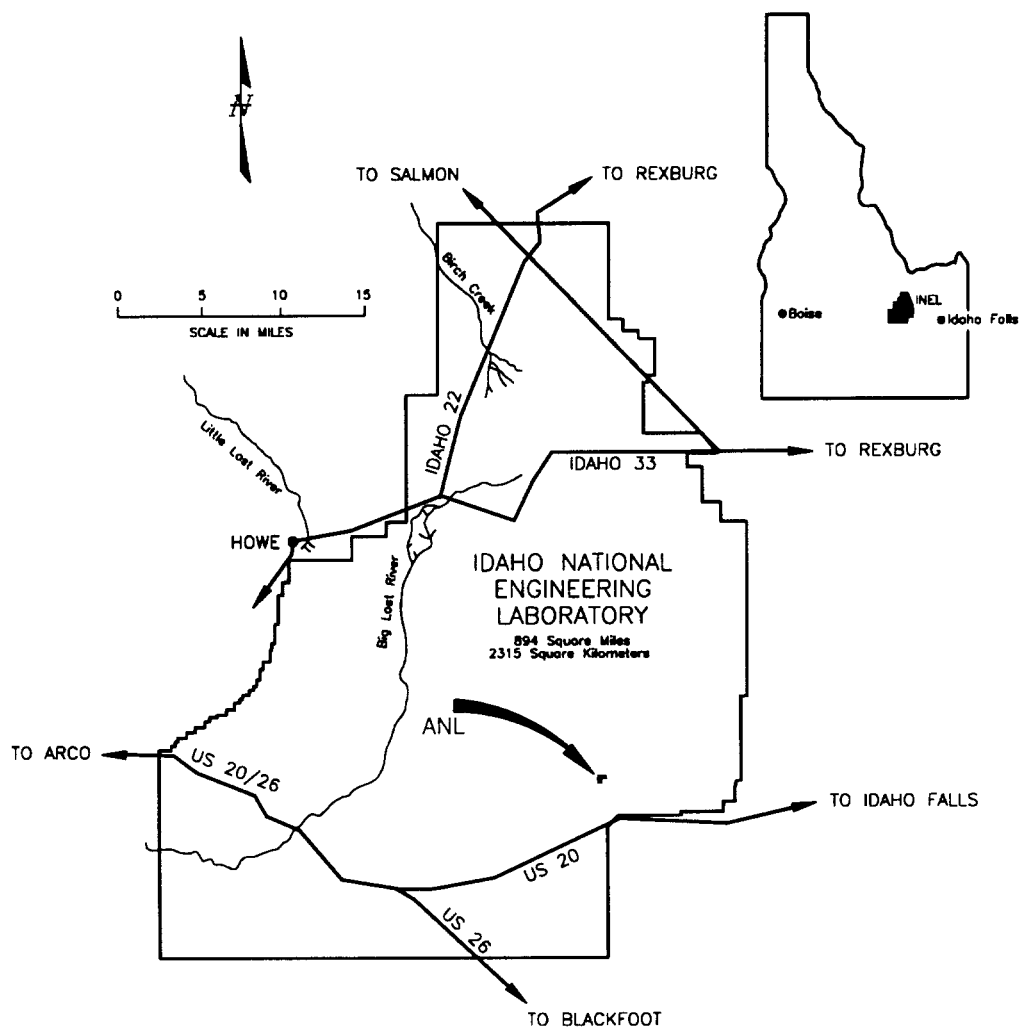 N
TO SALMON
TO REXBURG
Birch Creek
INEL
Boise
Idaho Falls
0 5 10 15
SCALE IN MILES
IDAHO 22
Little Lost River
TO REXBURG
IDAHO 33
HOWE
IDAHO NATIONAL
ENGINEERING
LABORATORY
894 Square Miles
2315 Square Kilometers
Big Lost River
ANL
TO ARCO
US 20/26
TO IDAHO FALLS
US 20
US 26
TO BLACKFOOT